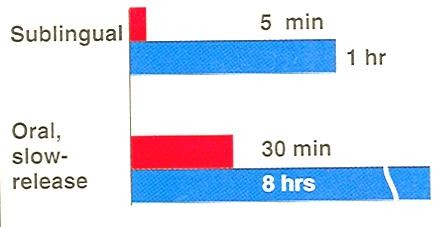 Sublingual
5 min
1 hr
Oral,
slow-
release
30 min
8 hrs